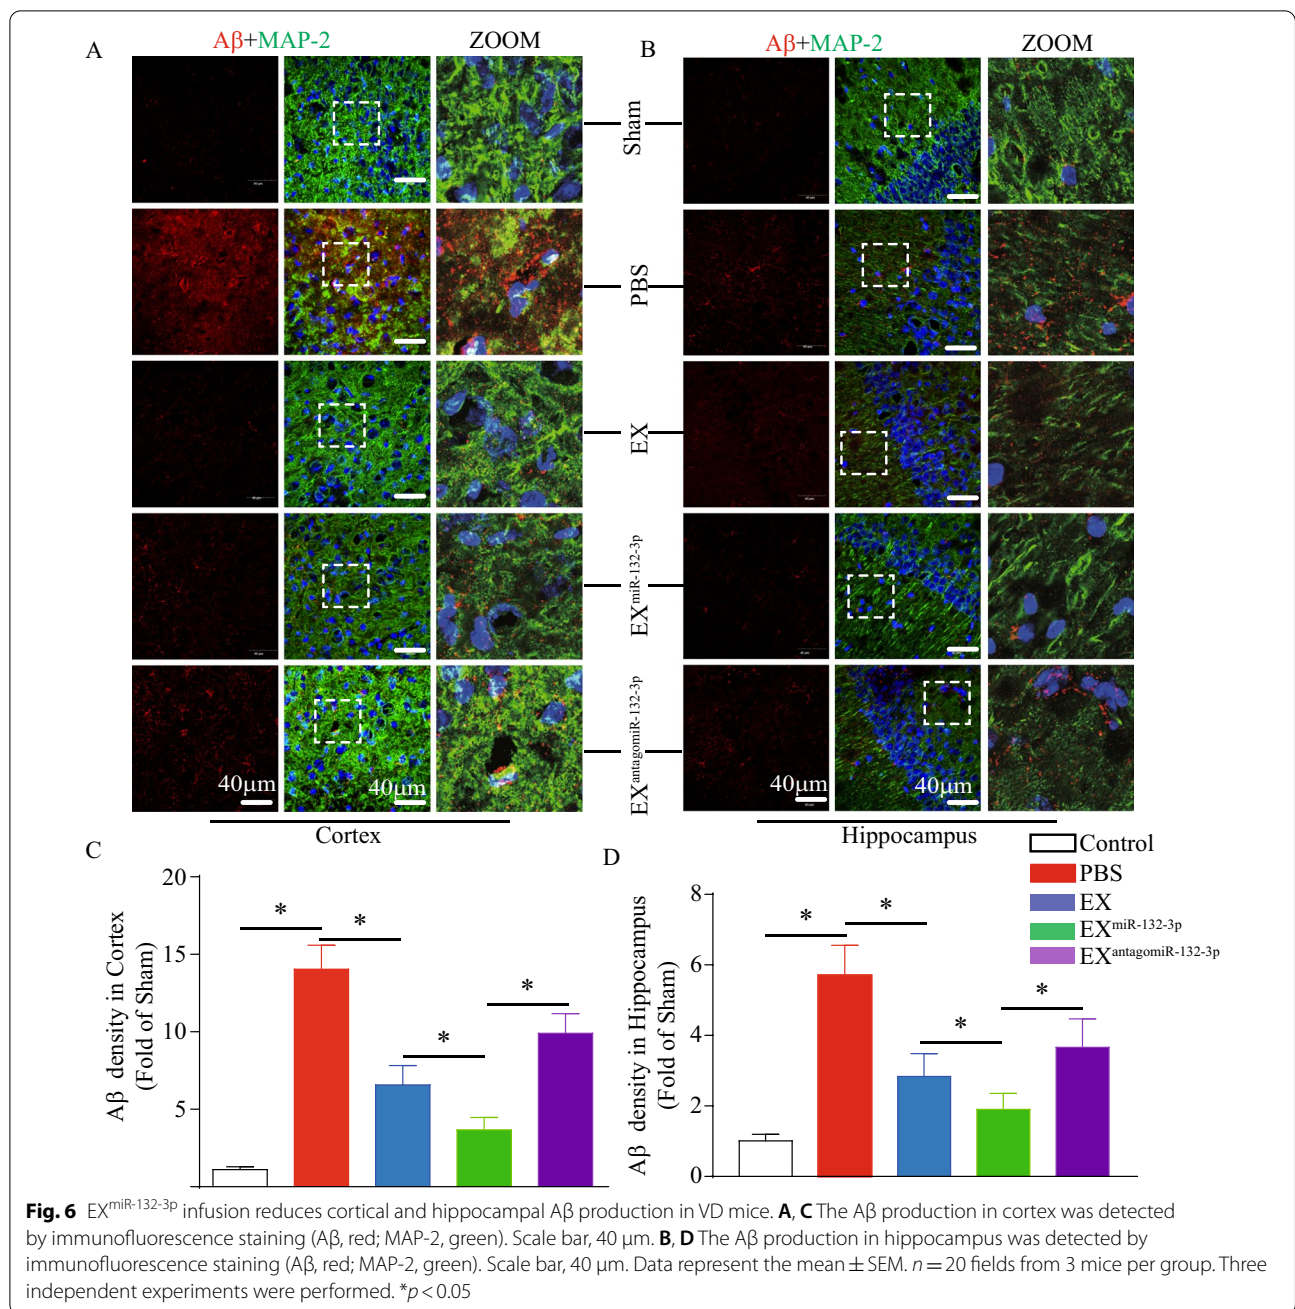 A
Aβ+MAP-2
ZOOM
B
Aβ+MAP-2
ZOOM
Sham
PBS
EX
EXmiR-132-3p
EXantagomiR-132-3p
40μm
40μm
40μm
40μm
Cortex
Hippocampus
C
Aβ density in Cortex
(Fold of Sham)
20
15
10
5
*
*
*
*
D
Aβ density in Hippocampus
(Fold of Sham)
8
6
4
2
0
*
*
*
*
Control
PBS
EX
EXmiR-132-3p
EXantagomiR-132-3p
Fig. 6 EXmiR-132-3p infusion reduces cortical and hippocampal Aβ production in VD mice. A, C The Aβ production in cortex was detected
by immunofluorescence staining (Aβ, red; MAP-2, green). Scale bar, 40 μm. B, D The Aβ production in hippocampus was detected by
immunofluorescence staining (Aβ, red; MAP-2, green). Scale bar, 40 μm. Data represent the mean ± SEM. n = 20 fields from 3 mice per group. Three
independent experiments were performed. *p < 0.05